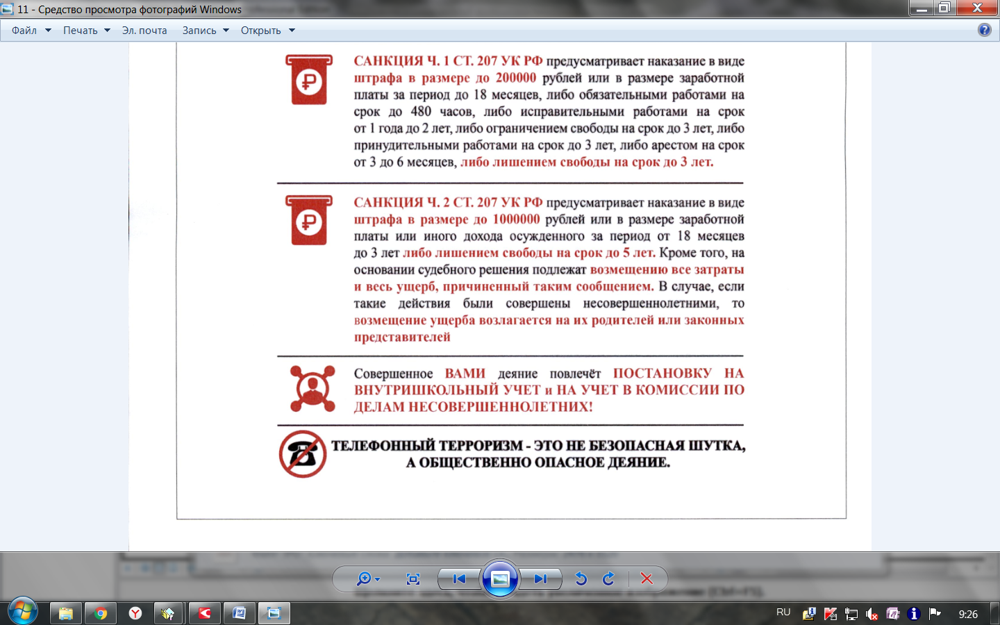 11 - Средство просмотра фотографий Windows
Файл Печать Эл. почта Запись Открыть
САНКЦИЯ Ч. 1 СТ. 207 УК РФ предусматривает наказание в виде
штрафа в размере до 200000 рублей или в размере заработной
платы за период до 18 месяцев, либо обязательными работами на
срок до 480 часов, либо исправительными работами на срок
от 1 года до 2 лет, либо ограничением свободы на срок до 3 лет, либо
принудительными работами на срок до 3 лет, либо арестом на срок
от 3 до 6 месяцев, либо лишением свободы на срок до 3 лет.
САНКЦИЯ Ч. 2 СТ. 207 УК РФ предусматривает наказание в виде
штрафа в размере до 1000000 рублей или в размере заработной
платы или иного дохода осужденного за период от 18 месяцев
до 3 лет либо лишением свободы на срок до 5 лет. Кроме того, на
основании судебного решения подлежат возмещению все затраты
и весь ущерб, причиненный таким сообщением. В случае, если
такие действия были совершены несовершеннолетними, то
возмещение ущерба возлагается на их родителей или законных
представителей
Совершенное ВАМИ деяние повлечёт ПОСТАНОВКУ НА
ВНУТРИШКОЛЬНЫЙ УЧЕТ и НА УЧЕТ В КОМИССИИ ПО
ДЕЛАМ НЕСОВЕРШЕННОЛЕТНИХ!
ТЕЛЕФОННЫЙ ТЕРРОРИЗМ - ЭТО НЕ БЕЗОПАСНАЯ ШУТКА,
А ОБЩЕСТВЕННО ОПАСНОЕ ДЕЯНИЕ.
RU
9:26